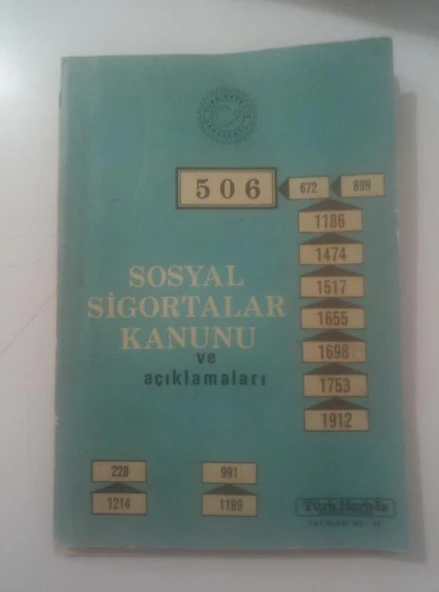 506
672
899
1186
1474
1517
1655
1698
1753
1912
SOSYAL
SİGORTALAR
KANUNU
ve
açıklamaları
228
991
1214
1189
Türk Harb-İş